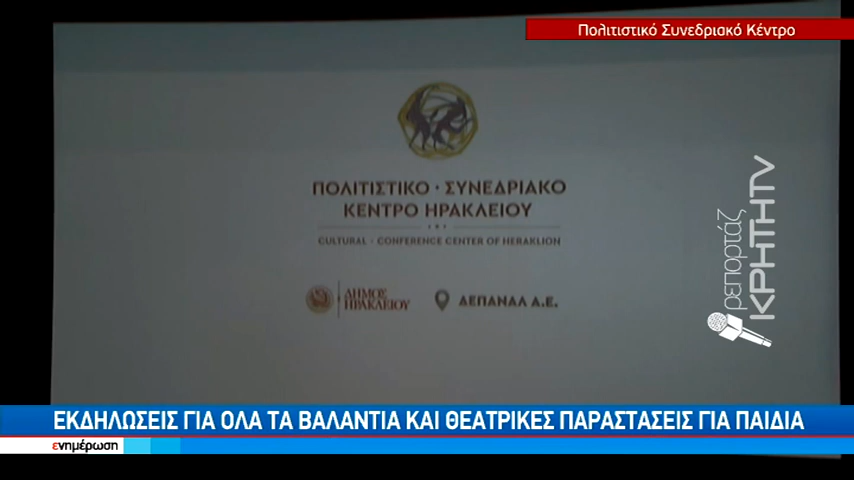 Πολιτιστικό Συνεδριακό Κέντρο
ΠΟΛΙΤΙΣΤΙΚΟ · ΣΥΝΕΔΡΙΑΚΟ
ΚΕΝΤΡΟ ΗΡΑΚΛΕΙΟΥ
CULTURAL · CONFERENCE CENTER OF HERAKLION
ΔΗΜΟΣ
ΗΡΑΚΛΕΙΟΥ
ΔΕΠΑΝΑΛ Α.Ε.
ρεπορτάζ
ΚΡΗΤΗTV
ΕΚΔΗΛΩΣΕΙΣ ΓΙΑ ΟΛΑ ΤΑ ΒΑΛΑΝΤΙΑ ΚΑΙ ΘΕΑΤΡΙΚΕΣ ΠΑΡΑΣΤΑΣΕΙΣ ΓΙΑ ΠΑΙΔΙΑ
ενημέρωση